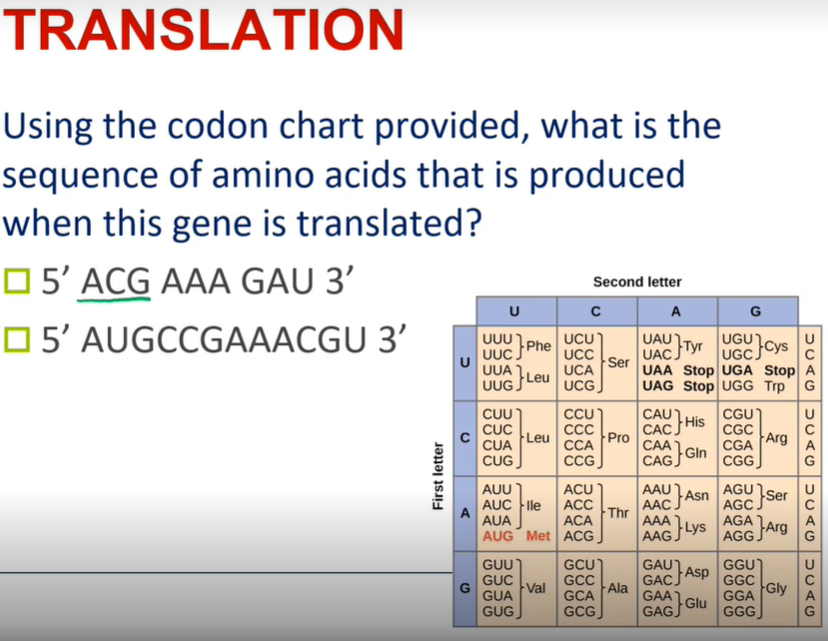 TRANSLATION
Using the codon chart provided, what is the
sequence of amino acids that is produced
when this gene is translated?
5’ ACG AAA GAU 3’
5’ AUGCCGAAACGU 3’
Second letter
U C A G
First letter
U
UUU UUC Phe
UUA UUG Leu
UCU UCC UCA UCG Ser
UAU UAC Tyr
UAA Stop
UAG Stop
UGU UGC Cys
UGA Stop
UGG Trp
U C A G
C
CUU CUC CUA CUG Leu
CCU CCC CCA CCG Pro
CAU CAC His
CAA CAG Gln
CGU CGC CGA CGG Arg
U C A G
A
AUU AUC AUA Ile
AUG Met
ACU ACC ACA ACG Thr
AAU AAC Asn
AAA AAG Lys
AGU AGC Ser
AGA AGG Arg
U C A G
G
GUU GUC GUA GUG Val
GCU GCC GCA GCG Ala
GAU GAC Asp
GAA GAG Glu
GGU GGC GGA GGG Gly
U C A G